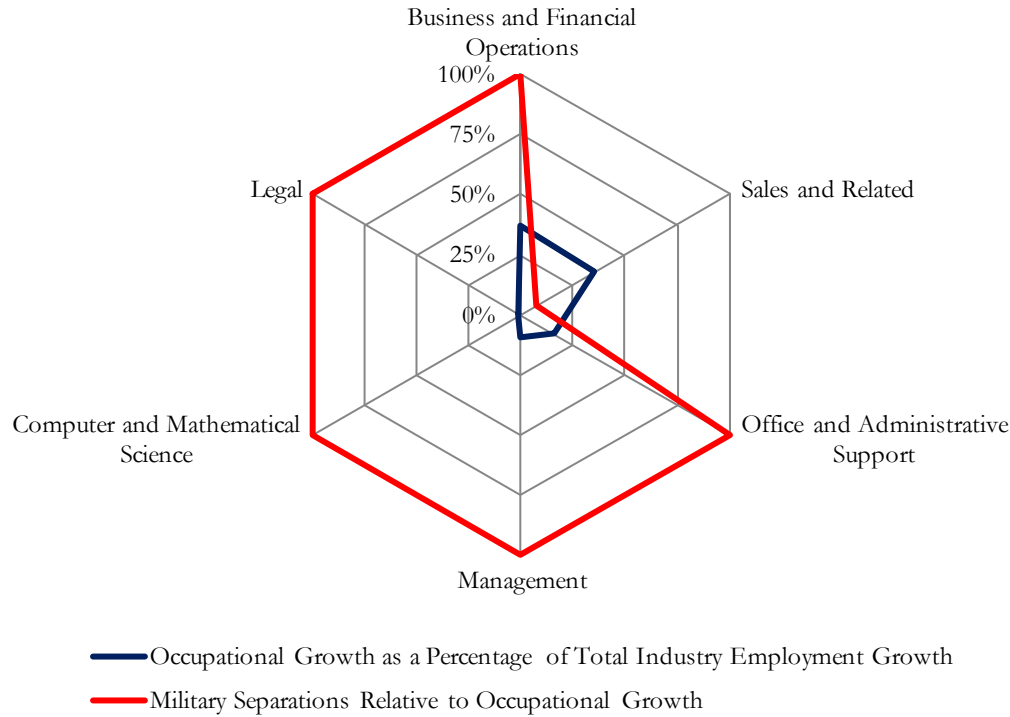 Business and Financial
Operations
100%
75%
50%
25%
0%
Legal
Sales and Related
Computer and Mathematical
Science
Office and Administrative
Support
Management
Occupational Growth as a Percentage of Total Industry Employment Growth
Military Separations Relative to Occupational Growth